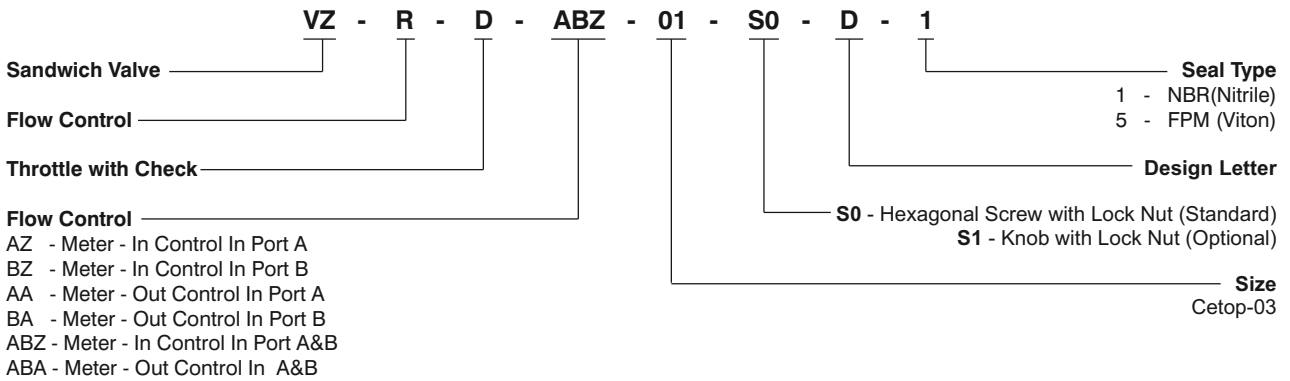 VZ - R - D - ABZ - 01 - S0 - D - 1
Sandwich Valve
Flow Control
Throttle with Check
Flow Control
AZ - Meter - In Control In Port A
BZ - Meter - In Control In Port B
AA - Meter - Out Control In Port A
BA - Meter - Out Control In Port B
ABZ - Meter - In Control In Port A&B
ABA - Meter - Out Control In A&B
Seal Type
1 - NBR(Nitrile)
5 - FPM (Viton)
Design Letter
S0 - Hexagonal Screw with Lock Nut (Standard)
S1 - Knob with Lock Nut (Optional)
Size
Cetop-03